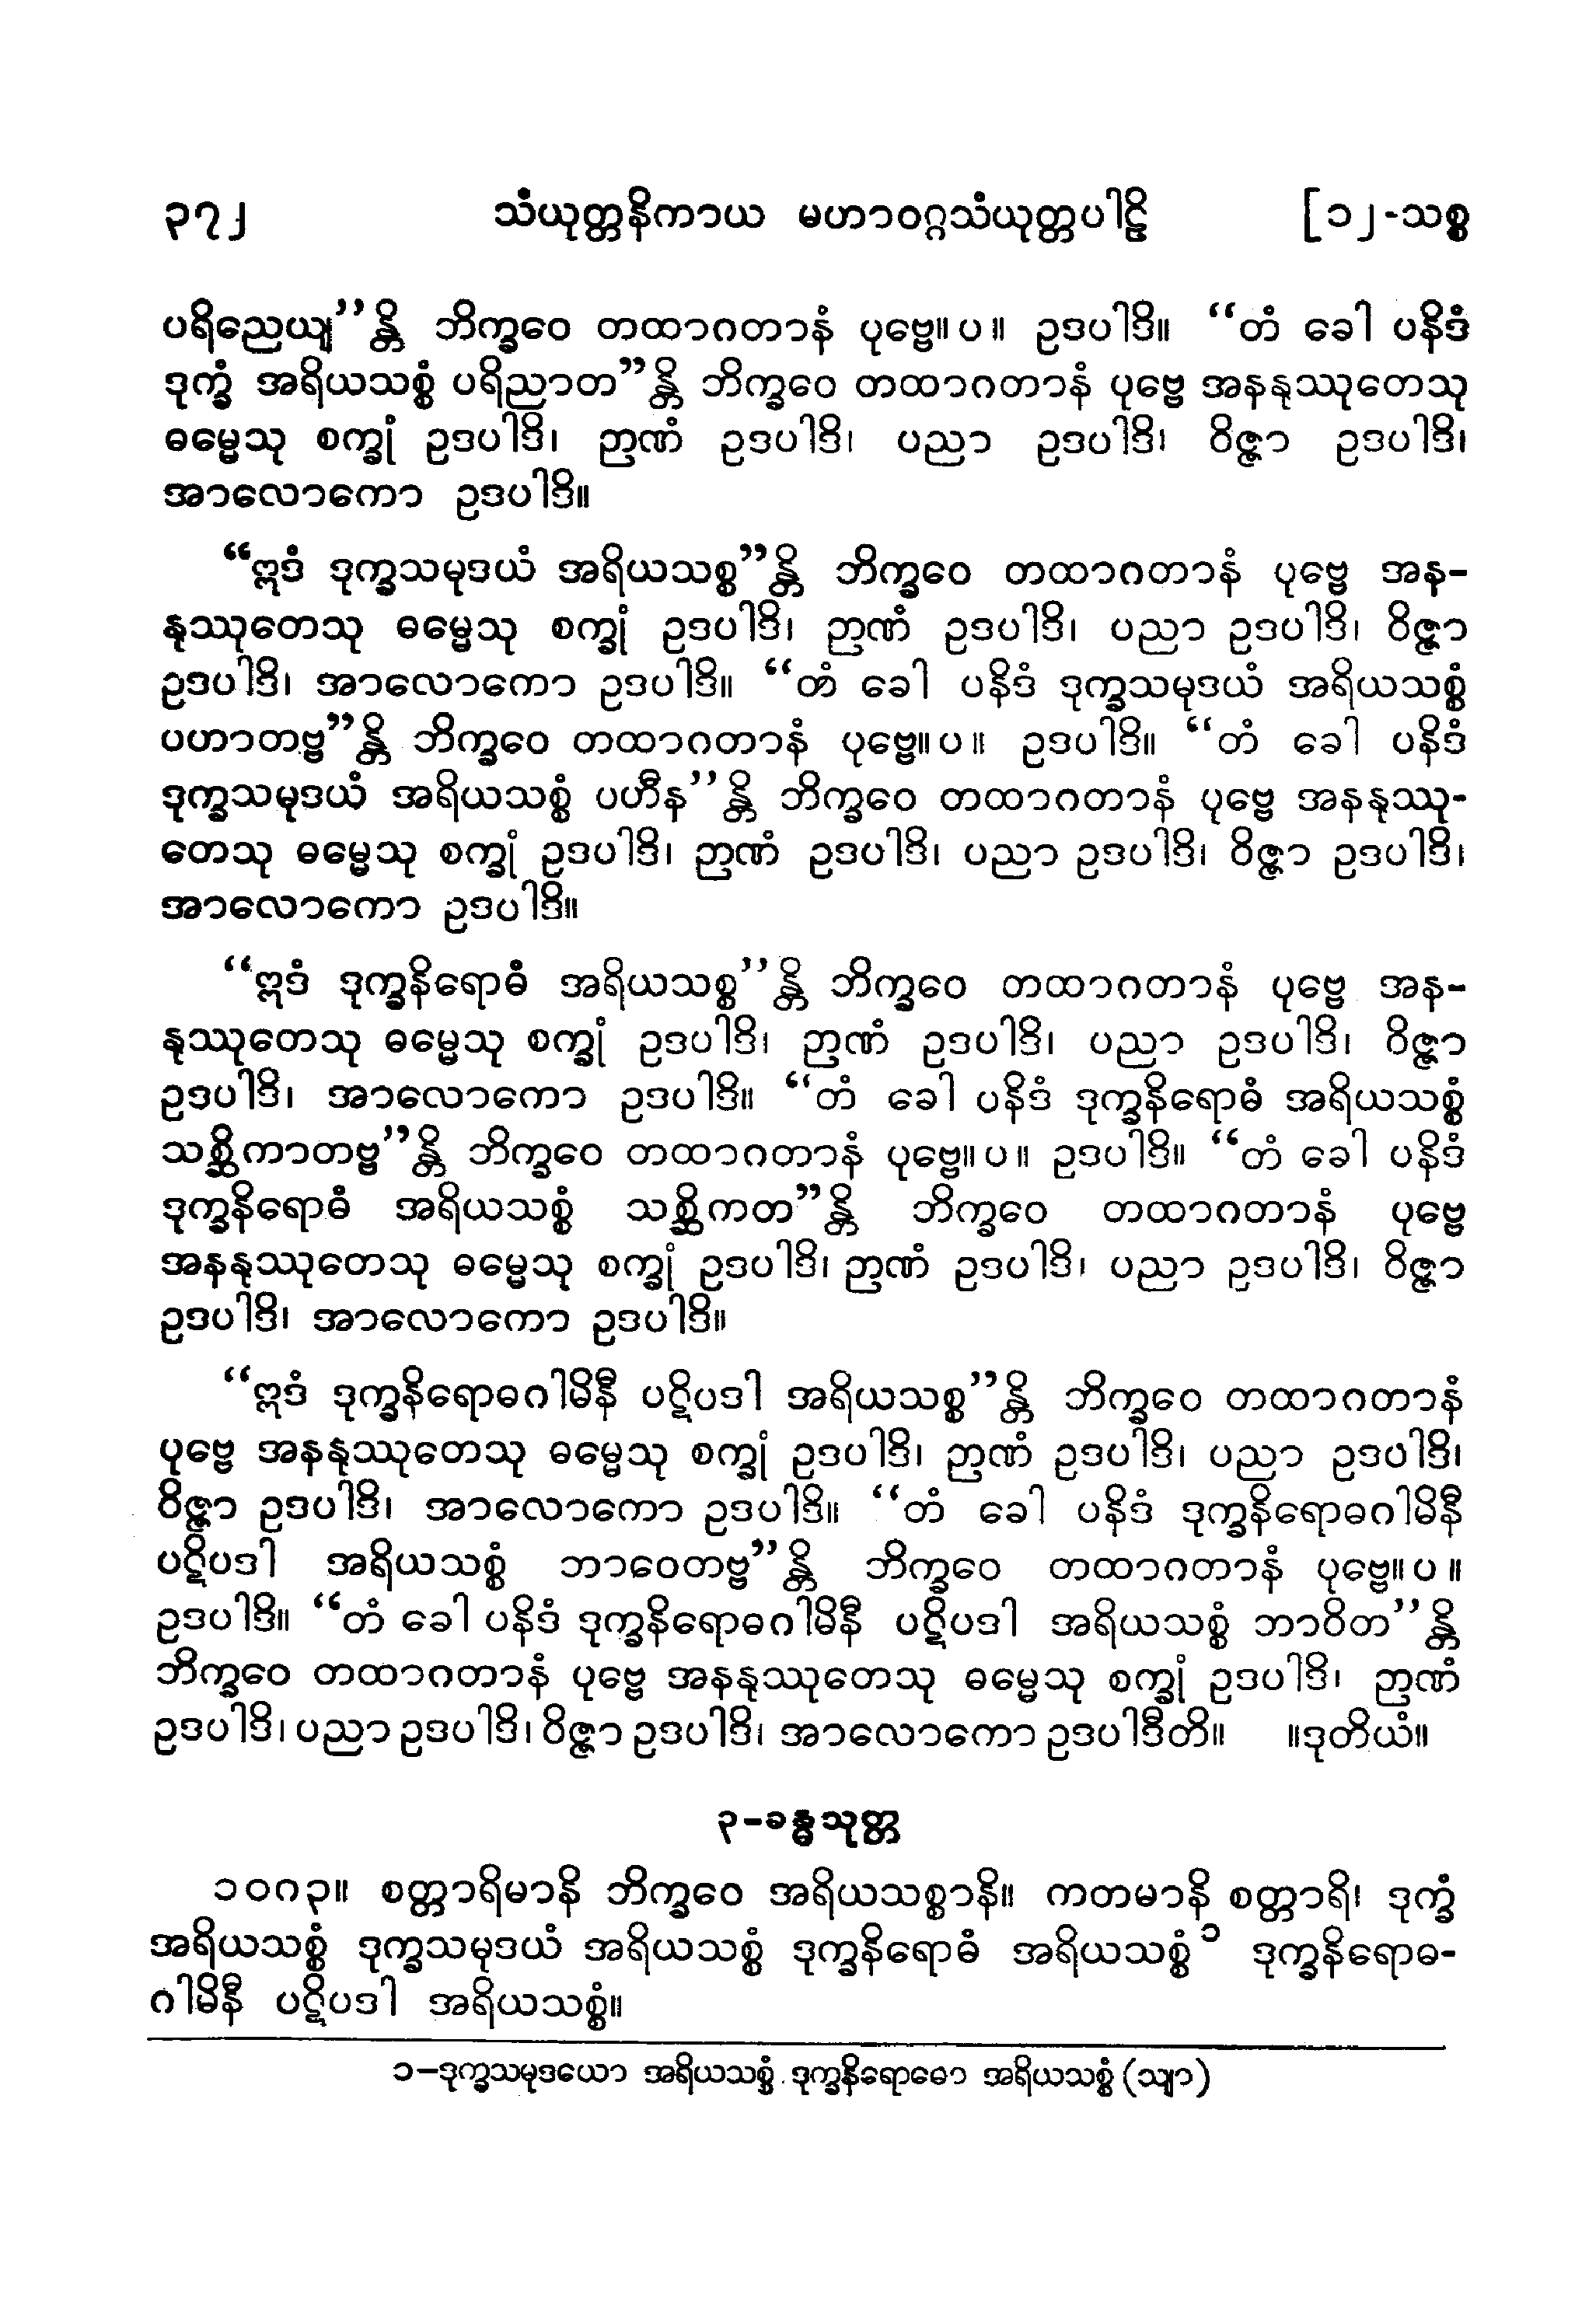 ၃၇၂ သံယုတ္တနိကာယ မဟာဝဂ္ဂသံယုတ္တပါဠိ [၁၂-သစ္စ
ပရိညေယျ”န္တိ ဘိက္ခဝေ တထာဂတာနံ ပုဗ္ဗေ။ပ။ ဥဒပါဒိ။ “တံ ခေါ ပနိဒံ
ဒုက္ခံ အရိယသစ္စံ ပရိညာတ”န္တိ ဘိက္ခဝေ တထာဂတာနံ ပုဗ္ဗေ အနနုဿုတေသု
ဓမ္မေသု စက္ခုံ ဥဒပါဒိ၊ ဉာဏံ ဥဒပါဒိ၊ ပညာ ဥဒပါဒိ၊ ဝိဇ္ဇာ ဥဒပါဒိ၊
အာလောကော ဥဒပါဒိ။
“ဣဒံ ဒုက္ခသမုဒယံ အရိယသစ္စ”န္တိ ဘိက္ခဝေ တထာဂတာနံ ပုဗ္ဗေ အန-
နုဿုတေသု ဓမ္မေသု စက္ခုံ ဥဒပါဒိ၊ ဉာဏံ ဥဒပါဒိ၊ ပညာ ဥဒပါဒိ၊ ဝိဇ္ဇာ
ဥဒပါဒိ၊ အာလောကော ဥဒပါဒိ။ “တံ ခေါ ပနိဒံ ဒုက္ခသမုဒယံ အရိယသစ္စံ
ပဟာတဗ္ဗ”န္တိ ဘိက္ခဝေ တထာဂတာနံ ပုဗ္ဗေ။ပ။ ဥဒပါဒိ။ “တံ ခေါ ပနိဒံ
ဒုက္ခသမုဒယံ အရိယသစ္စံ ပဟီန”န္တိ ဘိက္ခဝေ တထာဂတာနံ ပုဗ္ဗေ အနနုဿု-
တေသု ဓမ္မေသု စက္ခုံ ဥဒပါဒိ၊ ဉာဏံ ဥဒပါဒိ၊ ပညာ ဥဒပါဒိ၊ ဝိဇ္ဇာ ဥဒပါဒိ၊
အာလောကော ဥဒပါဒိ။
“ဣဒံ ဒုက္ခနိရောဓံ အရိယသစ္စ”န္တိ ဘိက္ခဝေ တထာဂတာနံ ပုဗ္ဗေ အန-
နုဿုတေသု ဓမ္မေသု စက္ခုံ ဥဒပါဒိ၊ ဉာဏံ ဥဒပါဒိ၊ ပညာ ဥဒပါဒိ၊ ဝိဇ္ဇာ
ဥဒပါဒိ၊ အာလောကော ဥဒပါဒိ။ “တံ ခေါ ပနိဒံ ဒုက္ခနိရောဓံ အရိယသစ္စံ
သစ္ဆိကာတဗ္ဗ”န္တိ ဘိက္ခဝေ တထာဂတာနံ ပုဗ္ဗေ။ပ။ ဥဒပါဒိ။ “တံ ခေါ ပနိဒံ
ဒုက္ခနိရောဓံ အရိယသစ္စံ သစ္ဆိကတ”န္တိ ဘိက္ခဝေ တထာဂတာနံ ပုဗ္ဗေ
အနနုဿုတေသု ဓမ္မေသု စက္ခုံ ဥဒပါဒိ၊ ဉာဏံ ဥဒပါဒိ၊ ပညာ ဥဒပါဒိ၊ ဝိဇ္ဇာ
ဥဒပါဒိ၊ အာလောကော ဥဒပါဒိ။
“ဣဒံ ဒုက္ခနိရောဓဂါမိနီ ပဋိပဒါ အရိယသစ္စ”န္တိ ဘိက္ခဝေ တထာဂတာနံ
ပုဗ္ဗေ အနနုဿုတေသု ဓမ္မေသု စက္ခုံ ဥဒပါဒိ၊ ဉာဏံ ဥဒပါဒိ၊ ပညာ ဥဒပါဒိ၊
ဝိဇ္ဇာ ဥဒပါဒိ၊ အာလောကော ဥဒပါဒိ။ “တံ ခေါ ပနိဒံ ဒုက္ခနိရောဓဂါမိနီ
ပဋိပဒါ အရိယသစ္စံ ဘာဝေတဗ္ဗ”န္တိ ဘိက္ခဝေ တထာဂတာနံ ပုဗ္ဗေ။ပ။
ဥဒပါဒိ။ “တံ ခေါ ပနိဒံ ဒုက္ခနိရောဓဂါမိနီ ပဋိပဒါ အရိယသစ္စံ ဘာဝိတ”န္တိ
ဘိက္ခဝေ တထာဂတာနံ ပုဗ္ဗေ အနနုဿုတေသု ဓမ္မေသု စက္ခုံ ဥဒပါဒိ၊ ဉာဏံ
ဥဒပါဒိ၊ ပညာ ဥဒပါဒိ၊ ဝိဇ္ဇာ ဥဒပါဒိ၊ အာလောကော ဥဒပါဒီတိ။ ။ဒုတိယံ။
၃-ခန္ဓသုတ္တ
၁၀၈၃။ စတ္တာရိမာနိ ဘိက္ခဝေ အရိယသစ္စာနိ။ ကတမာနိ စတ္တာရိ၊ ဒုက္ခံ
အရိယသစ္စံ ဒုက္ခသမုဒယံ အရိယသစ္စံ ဒုက္ခနိရောဓံ အရိယသစ္စံ ၁ ဒုက္ခနိရောဓ-
ဂါမိနီ ပဋိပဒါ အရိယသစ္စံ။
၁-ဒုက္ခသမုဒယော အရိယသစ္စံ ဒုက္ခနိရောဓော အရိယသစ္စံ (သျာ)